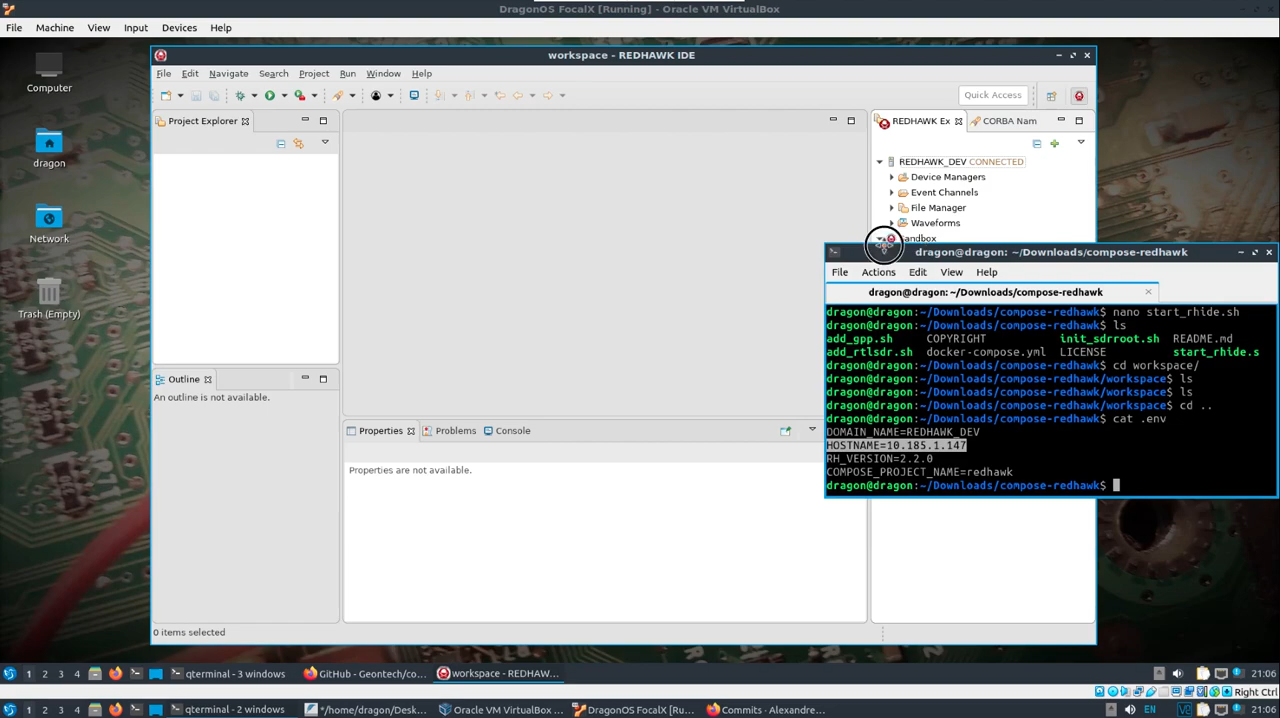 DragonOS FocalX [Running] - Oracle VM VirtualBox
File Machine View Input Devices Help
Computer
dragon
Network
Trash (Empty)
workspace - REDHAWK IDE
File Edit Navigate Search Project Run Window Help
Quick Access
Project Explorer
REDHAWK Ex CORBA Nam
REDHAWK_DEV CONNECTED
Device Managers
Event Channels
File Manager
Waveforms
andbox
Outline
An outline is not available.
Properties Problems Console
Properties are not available.
0 items selected
dragon@dragon: ~/Downloads/compose-redhawk
File Actions Edit View Help
dragon@dragon: ~/Downloads/compose-redhawk
dragon@dragon:~/Downloads/compose-redhawk$ nano start_rhide.sh
dragon@dragon:~/Downloads/compose-redhawk$ ls
add_gpp.sh COPYRIGHT init_sdrroot.sh README.md
add_rtlsdr.sh docker-compose.yml LICENSE start_rhide.s
dragon@dragon:~/Downloads/compose-redhawk$ cd workspace/
dragon@dragon:~/Downloads/compose-redhawk/workspace$ ls
dragon@dragon:~/Downloads/compose-redhawk/workspace$ ls
dragon@dragon:~/Downloads/compose-redhawk/workspace$ cd ..
dragon@dragon:~/Downloads/compose-redhawk$ cat .env
DOMAIN_NAME=REDHAWK_DEV
HOSTNAME=10.185.1.147
RH_VERSION=2.2.0
COMPOSE_PROJECT_NAME=redhawk
dragon@dragon:~/Downloads/compose-redhawk$
1 2 3 4 qterminal - 3 windows GitHub - Geontech/co... workspace - REDHAW... 21:06
Right Ctrl
1 2 3 4 qterminal - 2 windows */home/dragon/Desk... Oracle VM VirtualBox ... DragonOS FocalX [Ru... Commits · Alexandre... EN 21:06